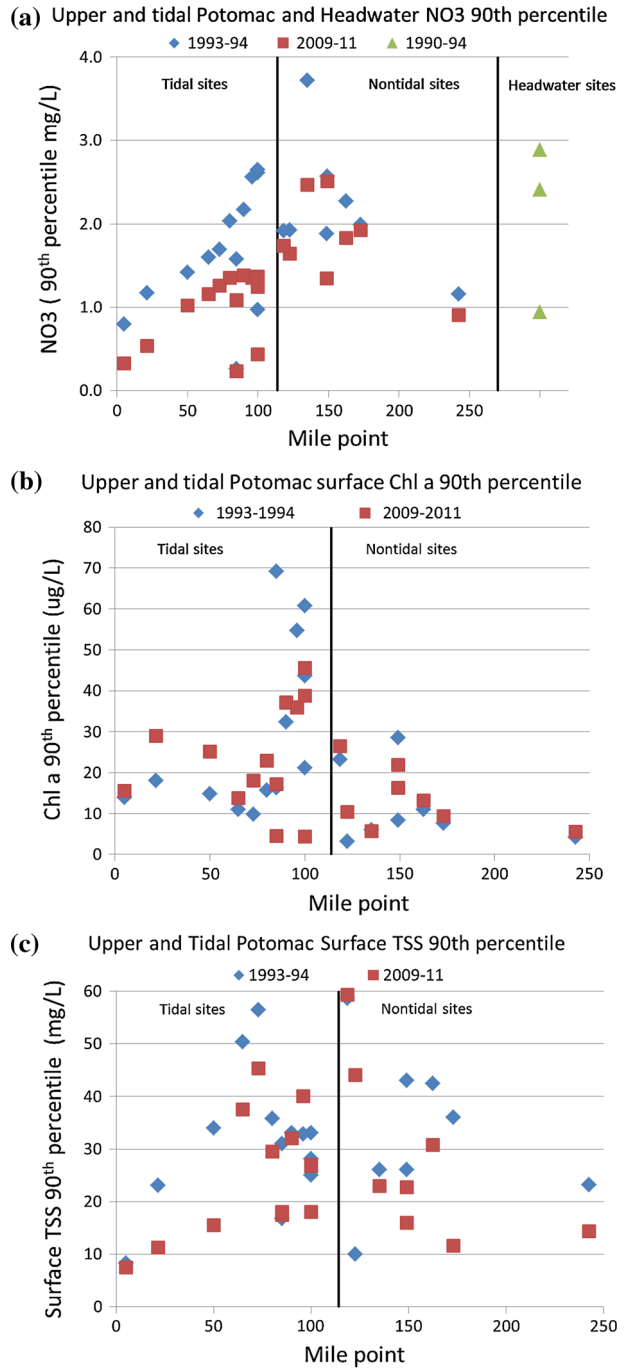 (a) Upper and tidal Potomac and Headwater NO3 90th percentile
1993-94 2009-11 1990-94
Tidal sites Nontidal sites Headwater sites
NO3 ( 90th percentile mg/L)
4.0
3.0
2.0
1.0
0.0
0 50 100 150 200 250 300
Mile point
(b) Upper and tidal Potomac surface Chl a 90th percentile
1993-1994 2009-2011
Tidal sites Nontidal sites
Chl a 90th percentile (ug/L)
80
70
60
50
40
30
20
10
0
0 50 100 150 200 250
Mile point
(c) Upper and Tidal Potomac Surface TSS 90th percentile
1993-94 2009-11
Tidal sites Nontidal sites
Surface TSS 90th percentile (mg/L)
60
50
40
30
20
10
0
0 50 100 150 200 250
Mile point